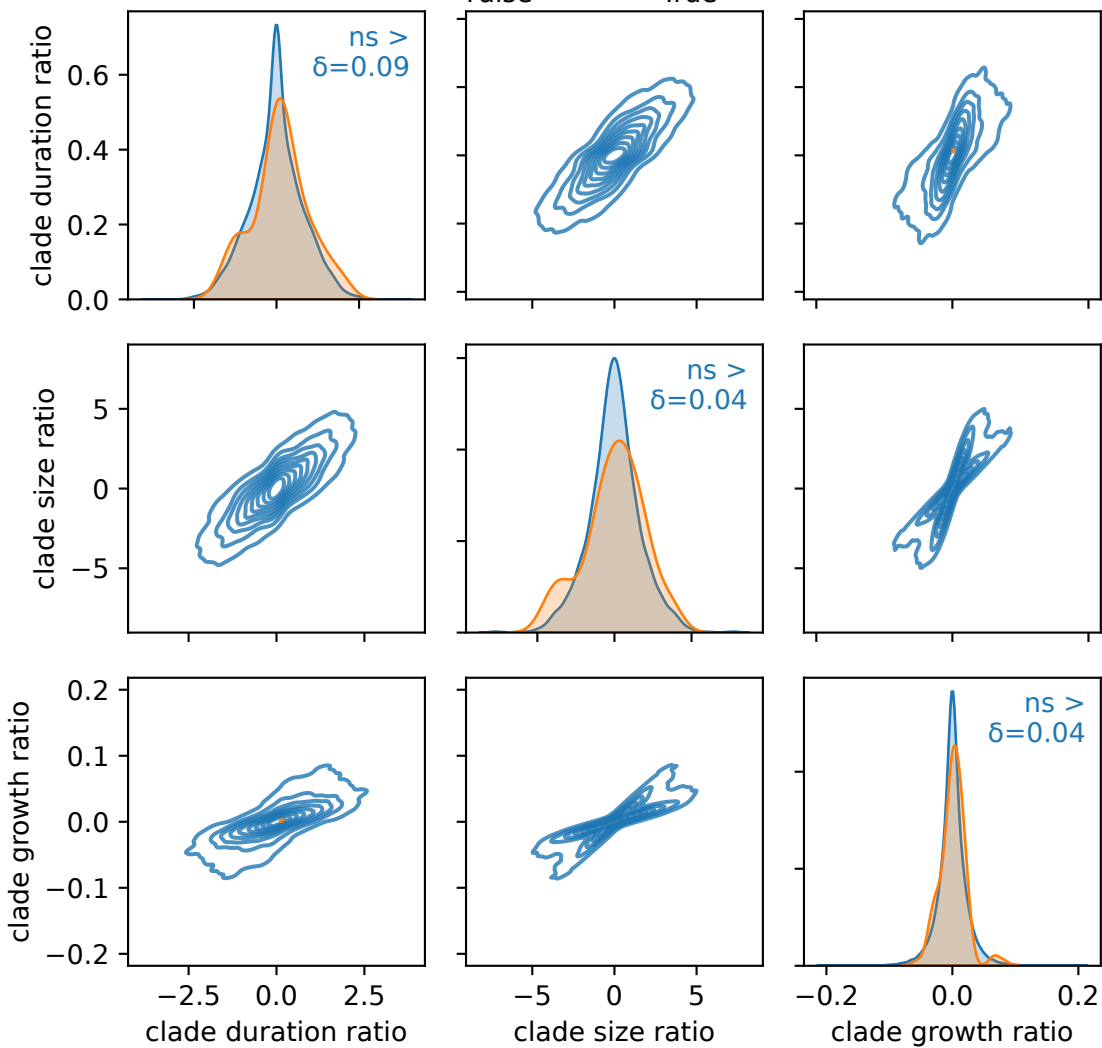 clade duration ratio
0.6
0.4
0.2
0.0
ns >
δ=0.09
clade size ratio
5
0
−5
ns >
δ=0.04
clade growth ratio
0.2
0.1
0.0
−0.1
−0.2
ns >
δ=0.04
−2.5 0.0 2.5
clade duration ratio
−5 0 5
clade size ratio
−0.2 0.0 0.2
clade growth ratio